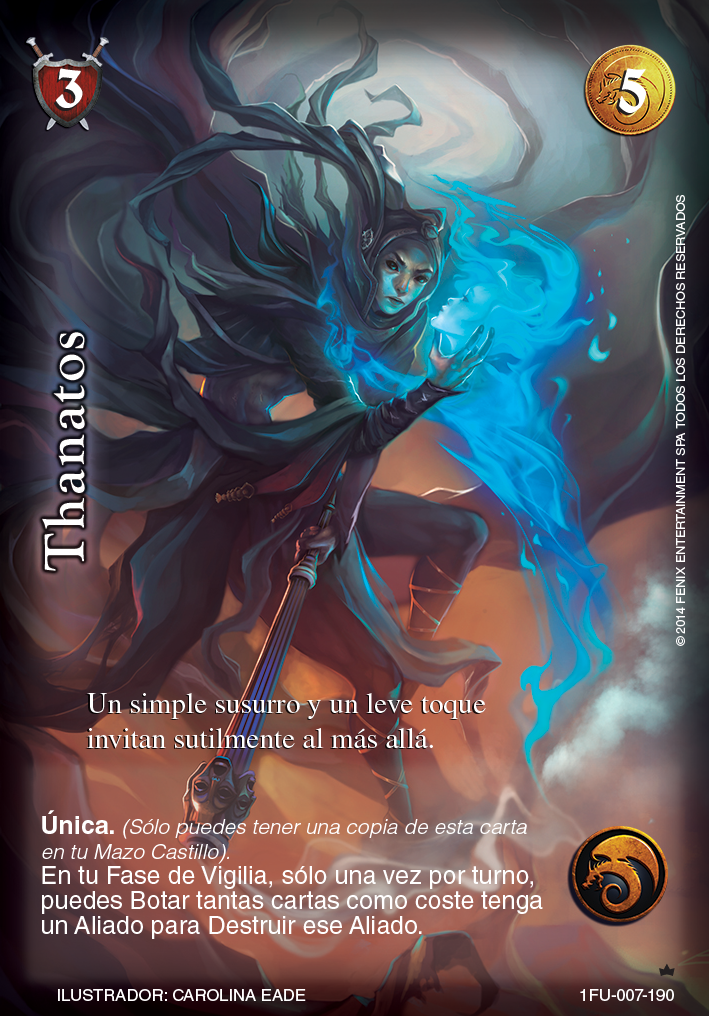 3
5
Thanatos
© 2014 FENIX ENTERTAINMENT SPA TODOS LOS DERECHOS RESERVADOS
Un simple susurro y un leve toque
invitan sutilmente al más allá.
Única. (Sólo puedes tener una copia de esta carta
en tu Mazo Castillo).
En tu Fase de Vigilia, sólo una vez por turno,
puedes Botar tantas cartas como coste tenga
un Aliado para Destruir ese Aliado.
ILUSTRADOR: CAROLINA EADE
1FU-007-190